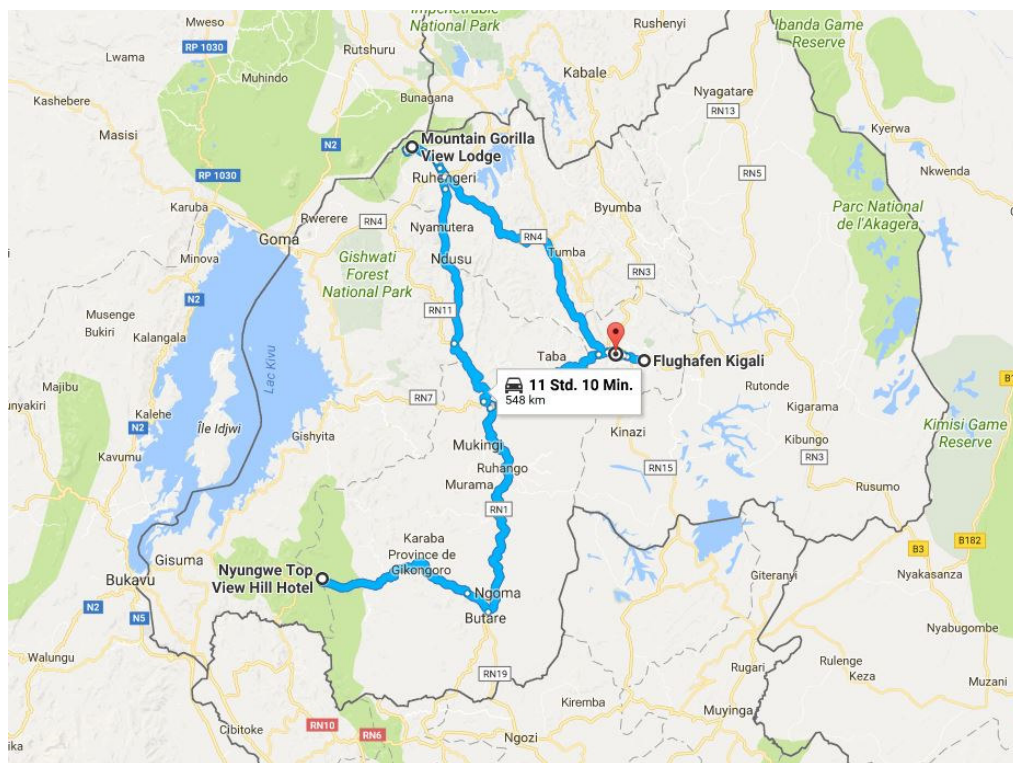 Mweso
RP 1030
Lwama
Muhindo
Kashebere
Masisi
Rutshuru
Impenetrable
National Park
Bunagana
Kabale
Rushenyi
Ibanda Game
Reserve
Nyagatare
RN13
Kyerwa
Nkwenda
N2
RP 1030
Karuba
Rwerere
Goma
Minova
Mountain Gorilla
View Lodge
Ruhengeri
RN4
Nyamutera
Ndusu
Gishwati
Forest
National Park
RN4
Tumba
Byumba
RN3
RN5
Parc National
de l'Akagera
N2
Musenge
Bukiri
Kalangala
Lac Kivu
RN11
Taba
Flughafen Kigali
11 Std. 10 Min.
548 km
Rutonde
Kigarama
Kibungo
RN3
Rusumo
Kimisi Game
Reserve
Majibu
Kalehe
N2
Kavumu
Île Idjwi
Gishyita
RN7
Mukingi
Ruhango
Murama
RN1
Kinazi
RN15
B182
B3
Nyakasanza
Bukavu
Gisuma
N2
N5
Walungu
Nyungwe Top
View Hill Hotel
Karaba
Province de
Gikongoro
Ngoma
Butare
RN19
Giteranyi
Nyabugombe
Rugari
Rulenge
Keza
Muzani
Kiremba
Muyinga
Ngozi
Cibitoke
RN10
RN6